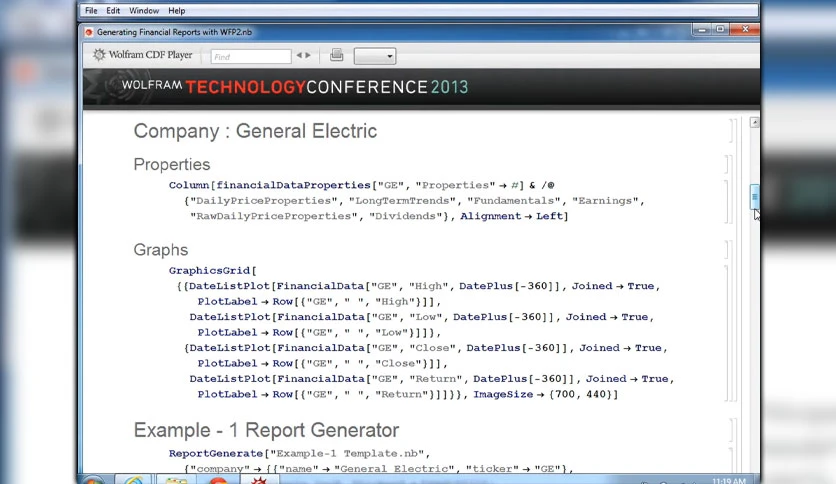 File Edit Window Help
Generating Financial Reports with WFP2.nb
Wolfram CDF Player Find
WOLFRAM TECHNOLOGYCONFERENCE2013
Company : General Electric
Properties
Column[financialDataProperties["GE", "Properties" → #] & /@
{"DailyPriceProperties", "LongTermTrends", "Fundamentals", "Earnings",
"RawDailyPriceProperties", "Dividends"}, Alignment → Left]
Graphs
GraphicsGrid[
{{DateListPlot[FinancialData["GE", "High", DatePlus[-360]], Joined → True,
PlotLabel → Row[{"GE", " ", "High"}]],
DateListPlot[FinancialData["GE", "Low", DatePlus[-360]], Joined → True,
PlotLabel → Row[{"GE", " ", "Low"}]]},
{DateListPlot[FinancialData["GE", "Close", DatePlus[-360]], Joined → True,
PlotLabel → Row[{"GE", " ", "Close"}]],
DateListPlot[FinancialData["GE", "Return", DatePlus[-360]], Joined → True,
PlotLabel → Row[{"GE", " ", "Return"}]]}}, ImageSize → {700, 440}]
Example - 1 Report Generator
ReportGenerate["Example-1 Template.nb",
{"company" → {{"name" → "General Electric", "ticker" → "GE"},
11:19 AM